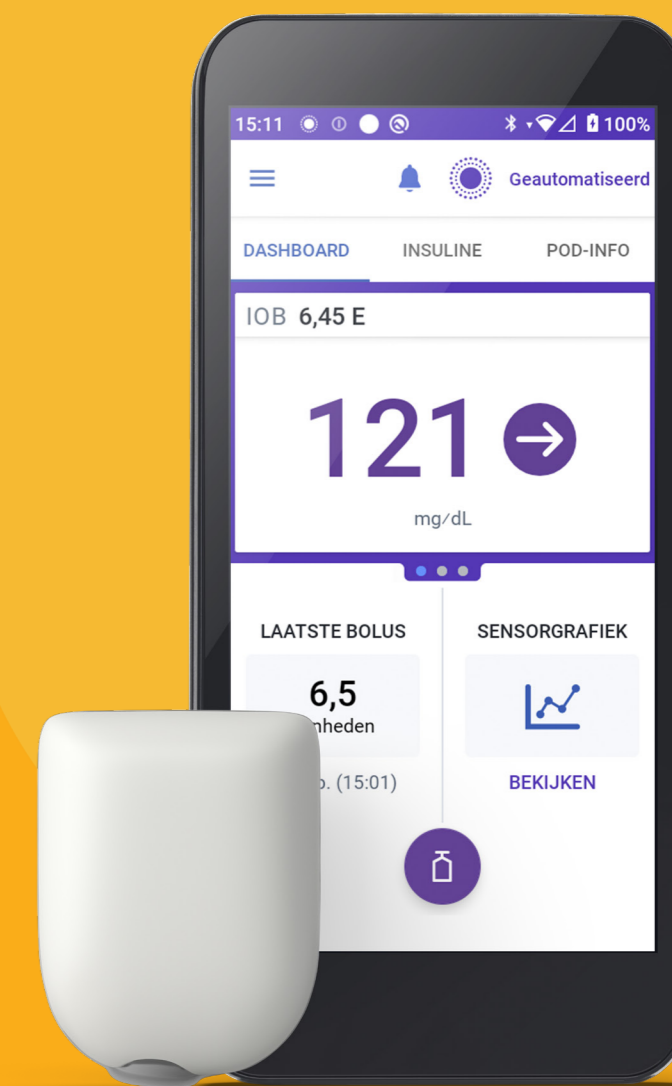 15:11 100%
Geautomatiseerd
DASHBOARD INSULINE POD-INFO
IOB 6,45 E
121
mg/dL
LAATSTE BOLUS SENSORGRAFIEK
6,5
(15:01) BEKIJKEN